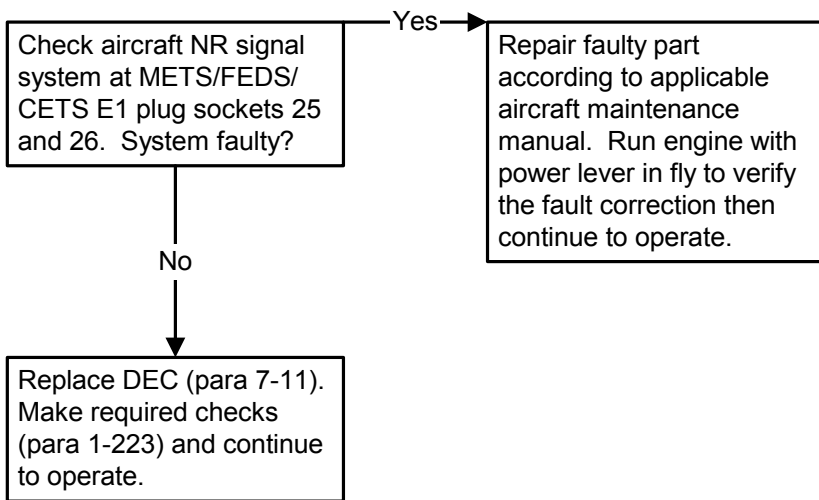 Check aircraft NR signal
system at METS/FEDS/
CETS E1 plug sockets 25
and 26.  System faulty?
Yes
Repair faulty part
according to applicable
aircraft maintenance
manual.  Run engine with
power lever in fly to verify
the fault correction then
continue to operate.
No
Replace DEC (para 7-11).
Make required checks
(para 1-223) and continue
to operate.